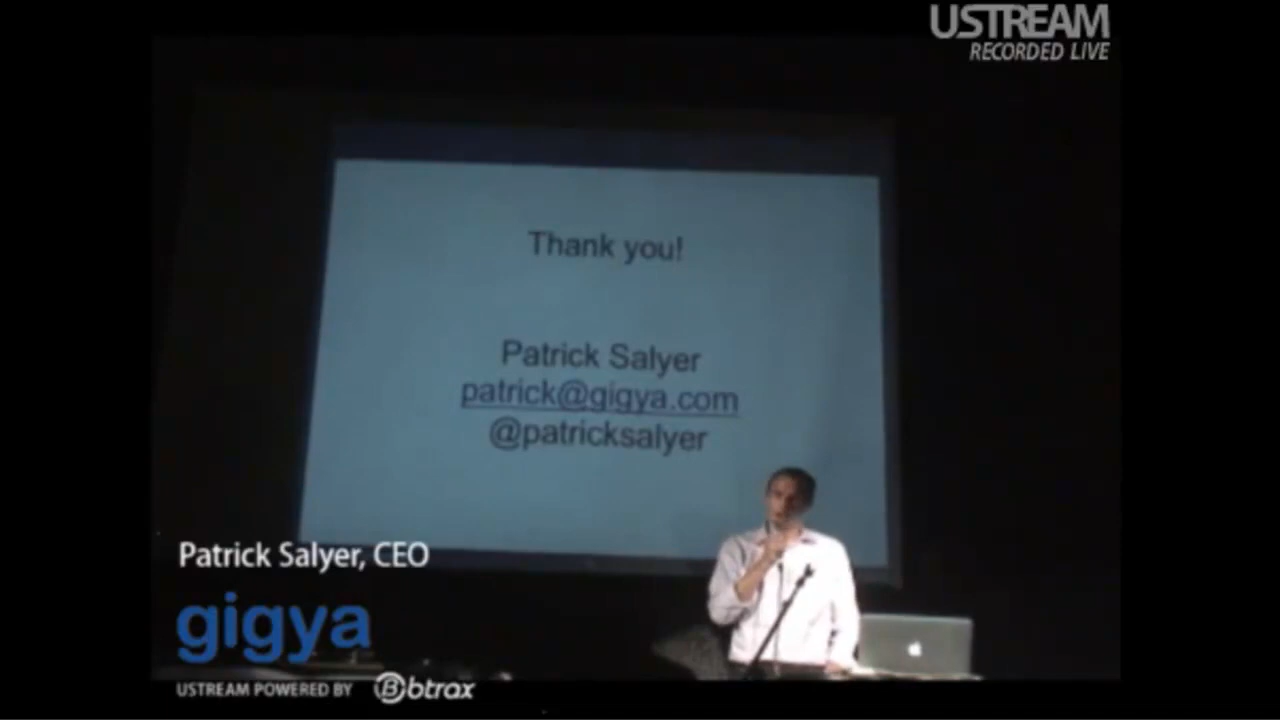 USTREAM
RECORDED LIVE
Thank you!
Patrick Salyer
patrick@gigya.com
@patricksalyer
Patrick Salyer, CEO
gigya
USTREAM POWERED BY btrax